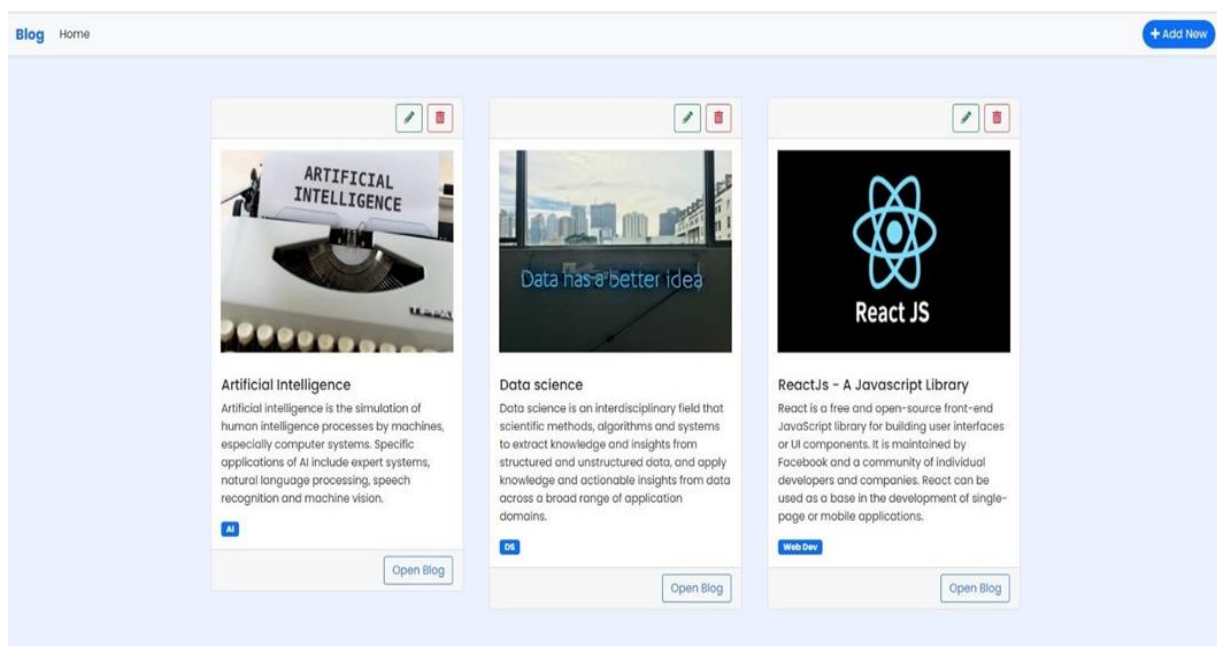 Blog Home
+ Add New
ARTIFICIAL
INTELLIGENCE
Artificial Intelligence
Artificial intelligence is the simulation of
human intelligence processes by machines,
especially computer systems. Specific
applications of AI include expert systems,
natural language processing, speech
recognition and machine vision.
AI
Open Blog
Data has a better idea
Data science
Data science is an interdisciplinary field that
scientific methods, algorithms and systems
to extract knowledge and insights from
structured and unstructured data, and apply
knowledge and actionable insights from data
across a broad range of application
domains.
DS
Open Blog
React JS
ReactJs - A Javascript Library
React is a free and open-source front-end
JavaScript library for building user interfaces
or UI components. It is maintained by
Facebook and a community of individual
developers and companies. React can be
used as a base in the development of single-
page or mobile applications.
Web Dev
Open Blog